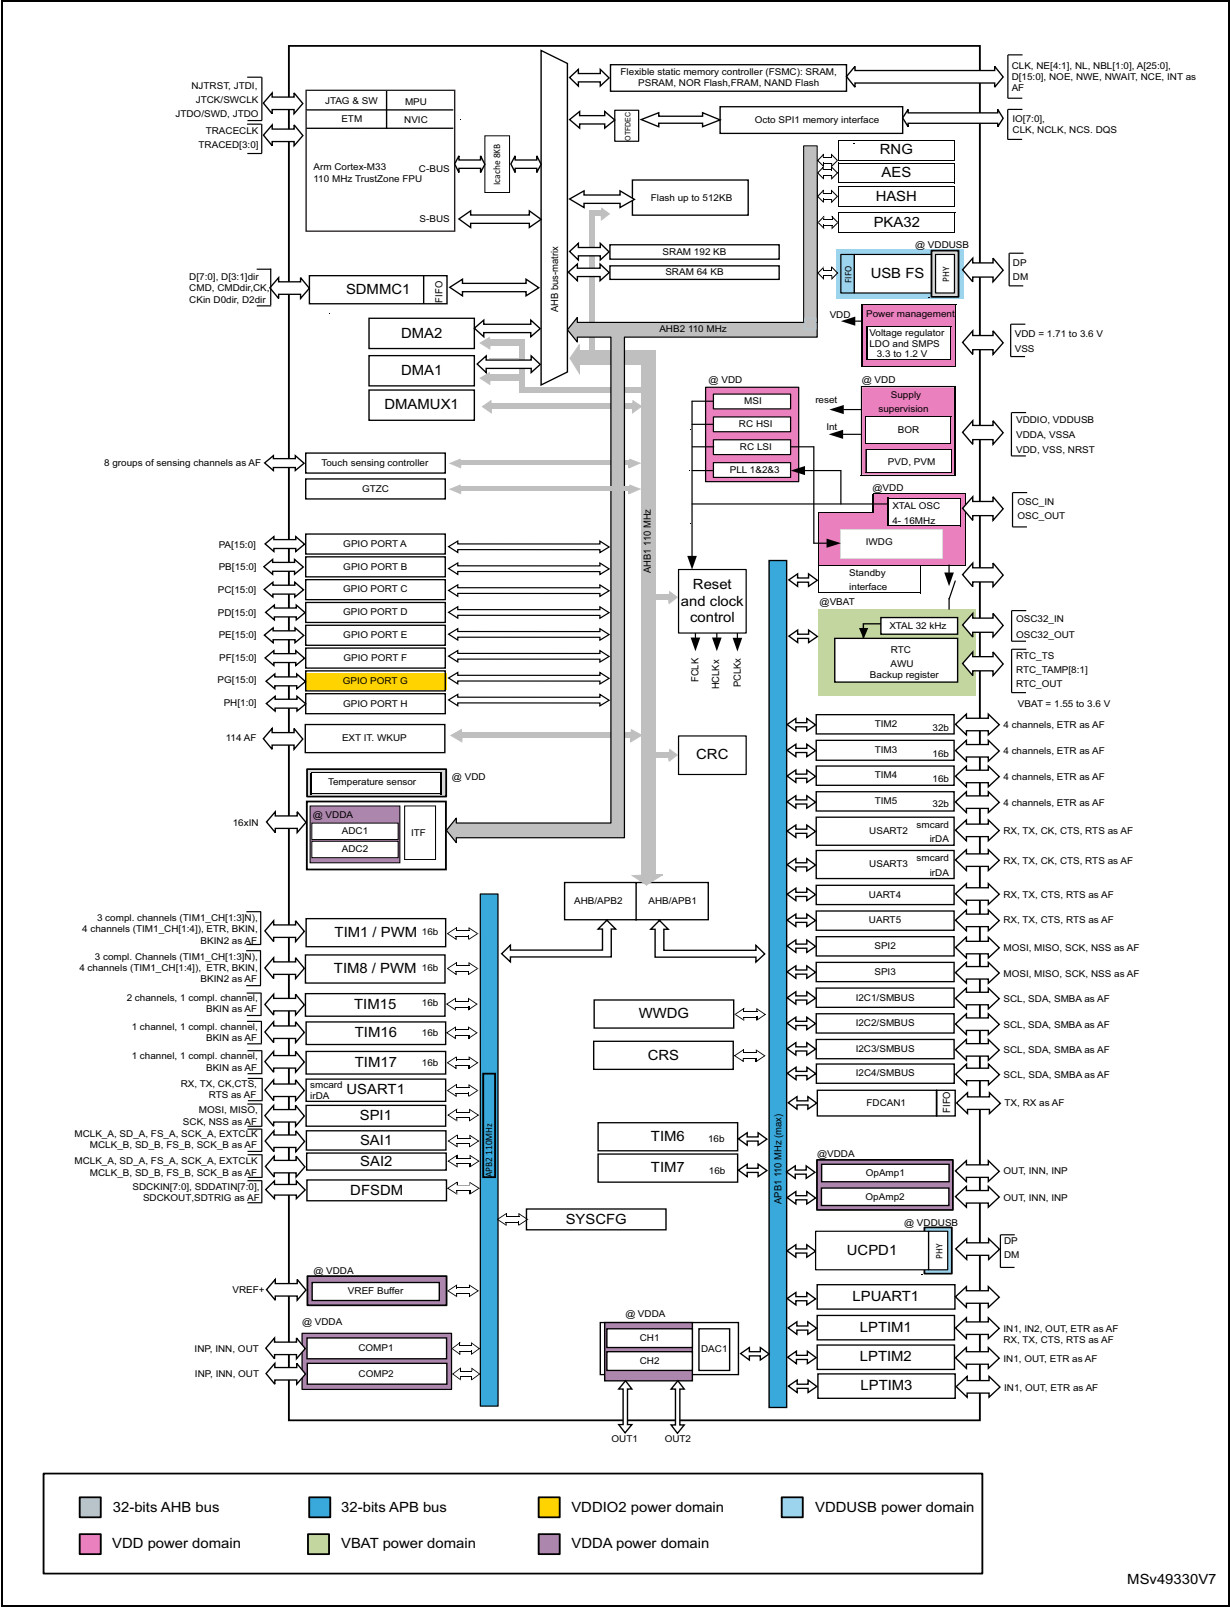 NJTRST, JTDI,
JTCK/SWCLK
JTDO/SWD, JTDO
TRACECLK
TRACED[3:0]
JTAG & SW
MPU
ETM
NVIC
Arm Cortex-M33
110 MHz TrustZone FPU
C-BUS
S-BUS
Icache 8KB
AHB bus-matrix
Flexible static memory controller (FSMC): SRAM,
PSRAM, NOR Flash,FRAM, NAND Flash
CLK, NE[4:1], NL, NBL[1:0], A[25:0],
D[15:0], NOE, NWE, NWAIT, NCE, INT as
AF
OTFDEC
Octo SPI1 memory interface
IO[7:0],
CLK, NCLK, NCS. DQS
RNG
AES
HASH
PKA32
Flash up to 512KB
SRAM 192 KB
SRAM 64 KB
@ VDDUSB
FIFO
USB FS
PHY
DP
DM
D[7:0], D[3:1]dir
CMD, CMDdir,CK,
CKin D0dir, D2dir
SDMMC1
FIFO
DMA2
DMA1
DMAMUX1
AHB2 110 MHz
VDD
Power management
Voltage regulator
LDO and SMPS
3.3 to 1.2 V
VDD = 1.71 to 3.6 V
VSS
@ VDD
MSI
RC HSI
RC LSI
PLL 1&2&3
@ VDD
reset
Int
Supply
supervision
BOR
PVD, PVM
VDDIO, VDDUSB
VDDA, VSSA
VDD, VSS, NRST
8 groups of sensing channels as AF
Touch sensing controller
GTZC
@VDD
XTAL OSC
4- 16MHz
IWDG
OSC_IN
OSC_OUT
Standby
interface
@VBAT
XTAL 32 kHz
RTC
AWU
Backup register
OSC32_IN
OSC32_OUT
RTC_TS
RTC_TAMP[8:1]
RTC_OUT
VBAT = 1.55 to 3.6 V
AHB1 110 MHz
PA[15:0]
GPIO PORT A
PB[15:0]
GPIO PORT B
PC[15:0]
GPIO PORT C
PD[15:0]
GPIO PORT D
PE[15:0]
GPIO PORT E
PF[15:0]
GPIO PORT F
PG[15:0]
GPIO PORT G
PH[1:0]
GPIO PORT H
114 AF
EXT IT. WKUP
Reset
and clock
control
FCLK
HCLKx
PCLKx
CRC
Temperature sensor
@ VDD
16xIN
@ VDDA
ADC1
ADC2
ITF
AHB/APB2
AHB/APB1
TIM2
32b
4 channels, ETR as AF
TIM3
16b
4 channels, ETR as AF
TIM4
16b
4 channels, ETR as AF
TIM5
32b
4 channels, ETR as AF
USART2
smcard
irDA
RX, TX, CK, CTS, RTS as AF
USART3
smcard
irDA
RX, TX, CK, CTS, RTS as AF
UART4
RX, TX, CTS, RTS as AF
UART5
RX, TX, CTS, RTS as AF
SPI2
MOSI, MISO, SCK, NSS as AF
SPI3
MOSI, MISO, SCK, NSS as AF
I2C1/SMBUS
SCL, SDA, SMBA as AF
I2C2/SMBUS
SCL, SDA, SMBA as AF
I2C3/SMBUS
SCL, SDA, SMBA as AF
I2C4/SMBUS
SCL, SDA, SMBA as AF
FDCAN1
FIFO
TX, RX as AF
3 compl. channels (TIM1_CH[1:3]N),
4 channels (TIM1_CH[1:4]), ETR, BKIN,
BKIN2 as AF
TIM1 / PWM
16b
3 compl. Channels (TIM1_CH[1:3]N),
4 channels (TIM1_CH[1:4]), ETR, BKIN,
BKIN2 as AF
TIM8 / PWM
16b
2 channels, 1 compl. channel,
BKIN as AF
TIM15
16b
1 channel, 1 compl. channel,
BKIN as AF
TIM16
16b
1 channel, 1 compl. channel,
BKIN as AF
TIM17
16b
RX, TX, CK,CTS,
RTS as AF
smcard
irDA
USART1
MOSI, MISO,
SCK, NSS as AF
SPI1
MCLK_A, SD_A, FS_A, SCK_A, EXTCLK
MCLK_B, SD_B, FS_B, SCK_B as AF
SAI1
MCLK_A, SD_A, FS_A, SCK_A, EXTCLK
MCLK_B, SD_B, FS_B, SCK_B as AF
SAI2
SDCKIN[7:0], SDDATIN[7:0],
SDCKOUT,SDTRIG as AF
DFSDM
APB2 110MHz
SYSCFG
WWDG
CRS
TIM6
16b
TIM7
16b
APB1 110 MHz (max)
@VDDA
OpAmp1
OUT, INN, INP
OpAmp2
OUT, INN, INP
@ VDDUSB
UCPD1
PHY
DP
DM
LPUART1
LPTIM1
IN1, IN2, OUT, ETR as AF
RX, TX, CTS, RTS as AF
LPTIM2
IN1, OUT, ETR as AF
LPTIM3
IN1, OUT, ETR as AF
@ VDDA
VREF+
VREF Buffer
@ VDDA
INP, INN, OUT
COMP1
INP, INN, OUT
COMP2
@ VDDA
CH1
CH2
DAC1
OUT1
OUT2
32-bits AHB bus
32-bits APB bus
VDDIO2 power domain
VDDUSB power domain
VDD power domain
VBAT power domain
VDDA power domain
MSv49330V7